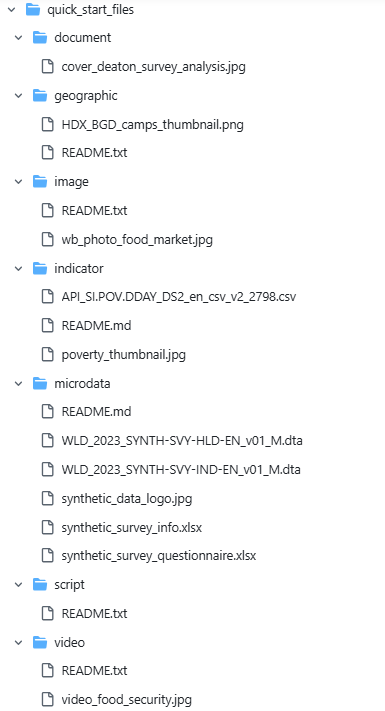 quick_start_files
document
cover_deaton_survey_analysis.jpg
geographic
HDX_BGD_camps_thumbnail.png
README.txt
image
README.txt
wb_photo_food_market.jpg
indicator
API_SI.POV.DDAY_DS2_en_csv_v2_2798.csv
README.md
poverty_thumbnail.jpg
microdata
README.md
WLD_2023_SYNTH-SVY-HLD-EN_v01_M.dta
WLD_2023_SYNTH-SVY-IND-EN_v01_M.dta
synthetic_data_logo.jpg
synthetic_survey_info.xlsx
synthetic_survey_questionnaire.xlsx
script
README.txt
video
README.txt
video_food_security.jpg